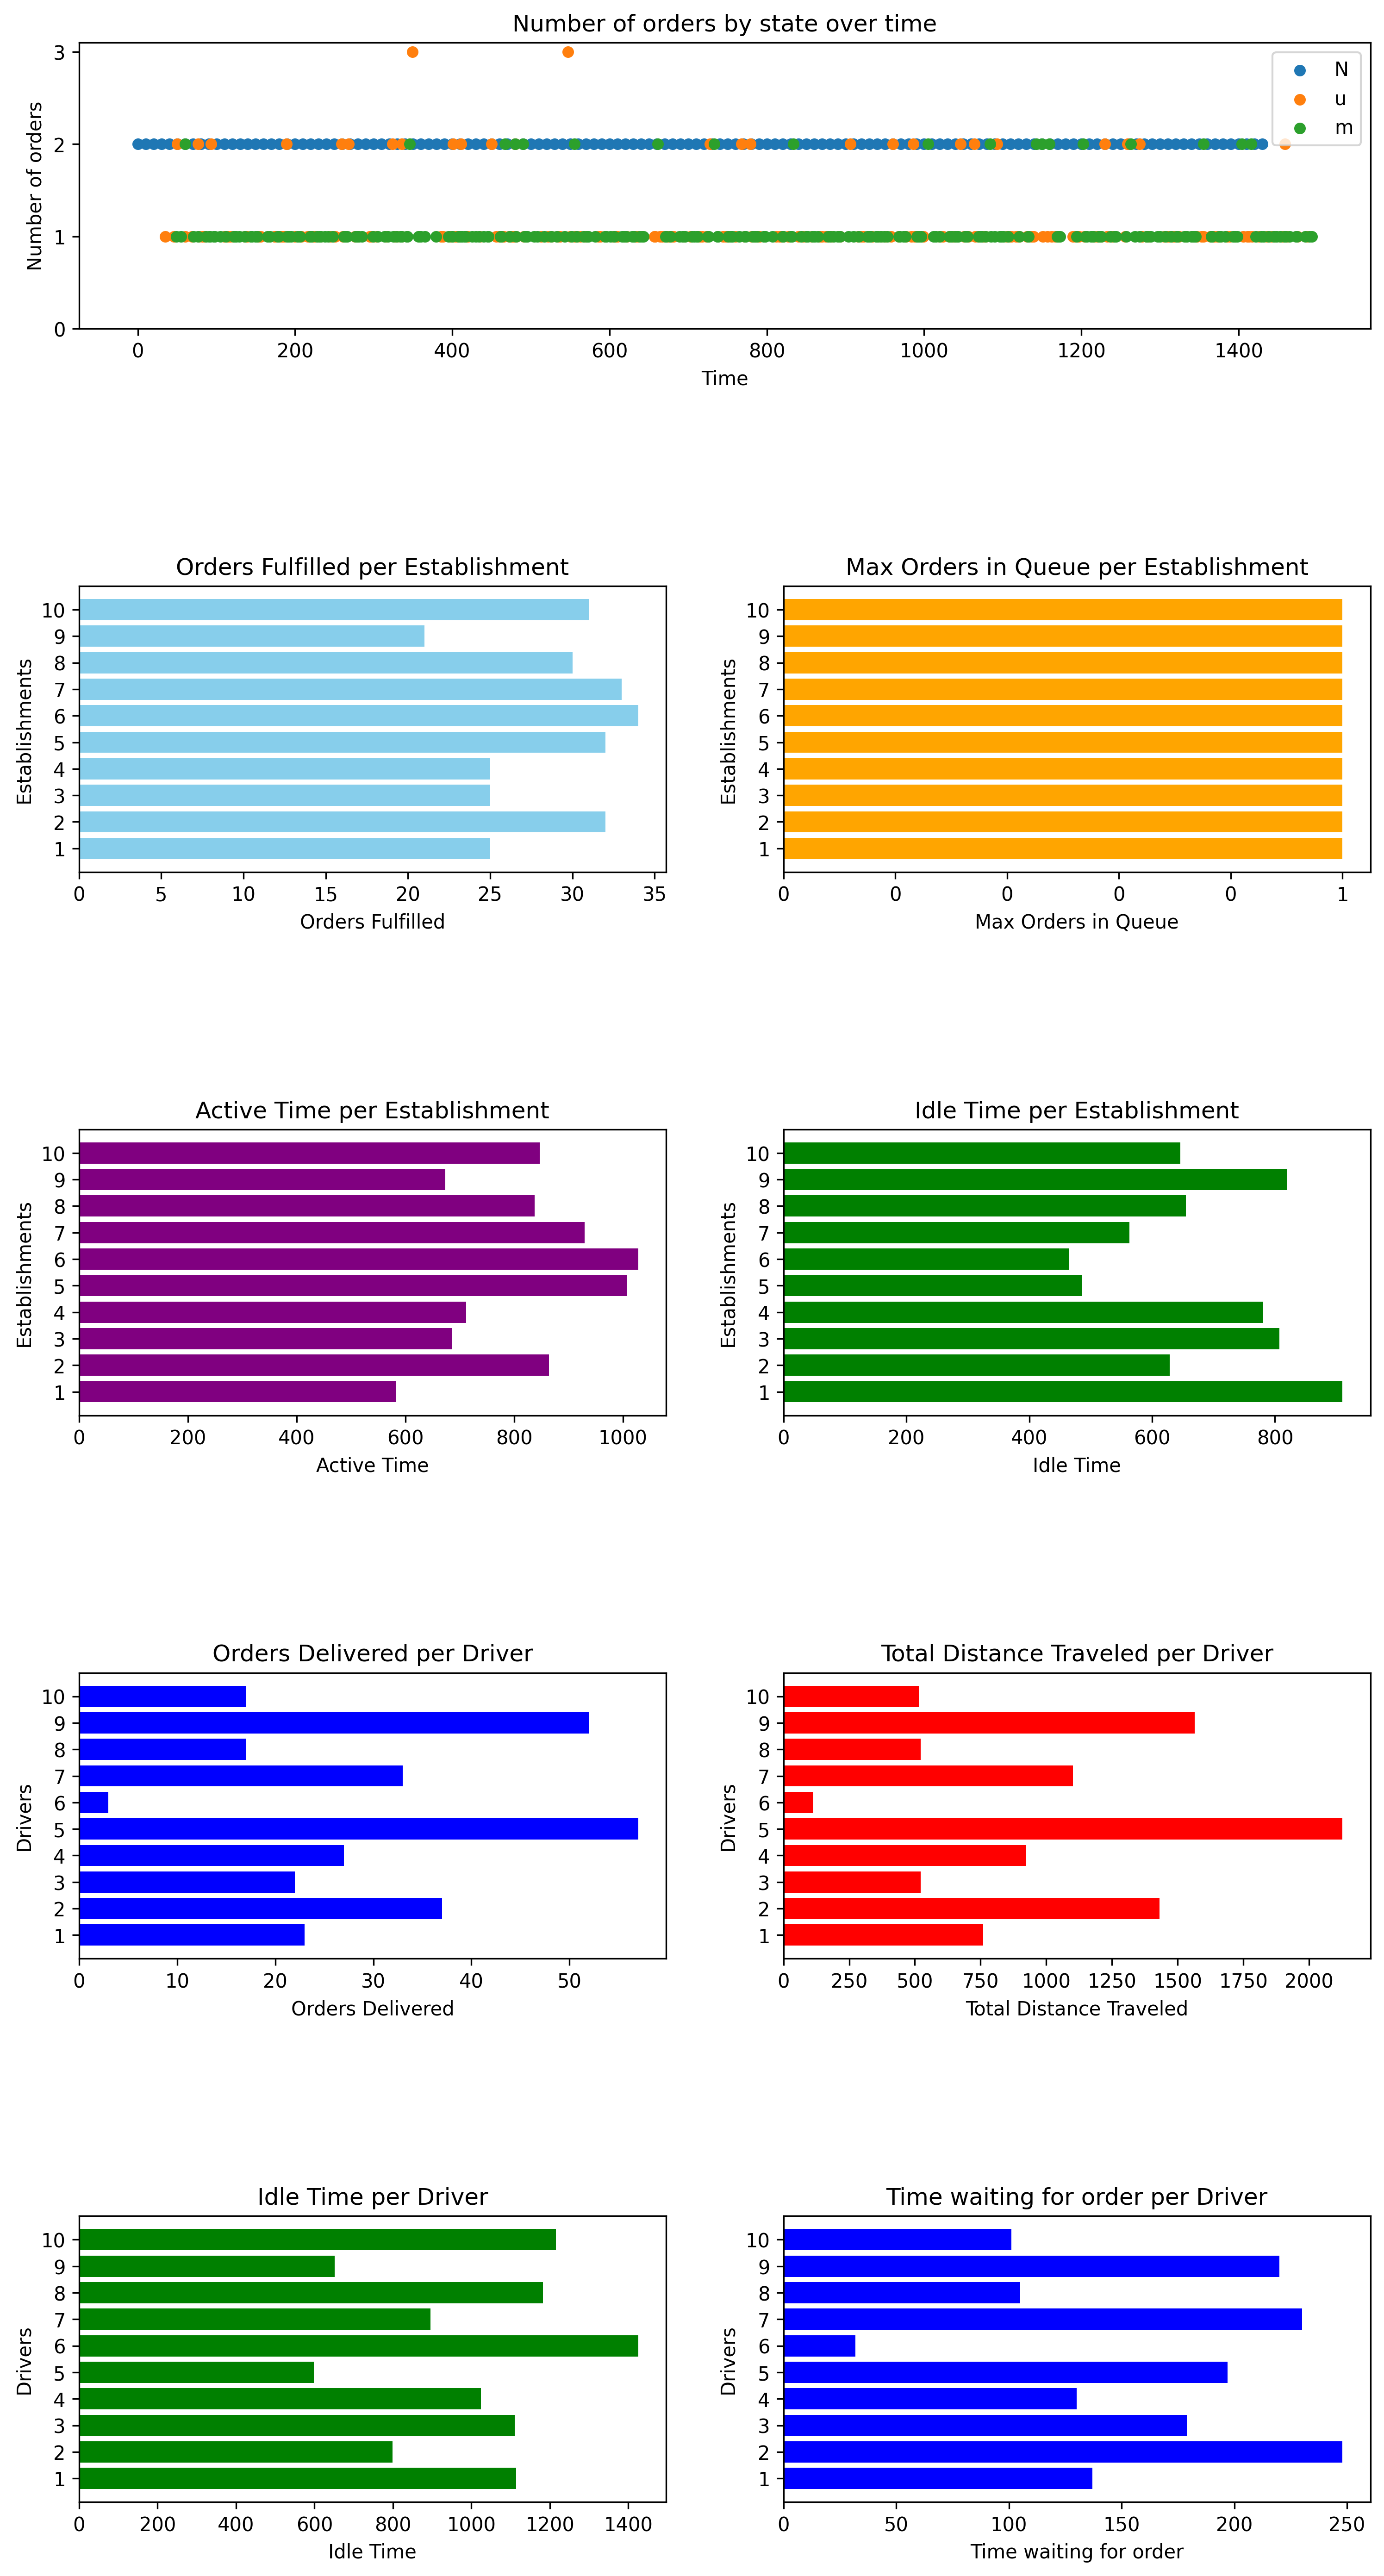 Number of orders by state over time
Number of orders
3
2
1
0
N
u
m
0 200 400 600 800 1000 1200 1400
Time
Orders Fulfilled per Establishment
Establishments
10
9
8
7
6
5
4
3
2
1
0 5 10 15 20 25 30 35
Orders Fulfilled
Max Orders in Queue per Establishment
Establishments
10
9
8
7
6
5
4
3
2
1
0 0 0 0 0 1
Max Orders in Queue
Active Time per Establishment
Establishments
10
9
8
7
6
5
4
3
2
1
0 200 400 600 800 1000
Active Time
Idle Time per Establishment
Establishments
10
9
8
7
6
5
4
3
2
1
0 200 400 600 800
Idle Time
Orders Delivered per Driver
Drivers
10
9
8
7
6
5
4
3
2
1
0 10 20 30 40 50
Orders Delivered
Total Distance Traveled per Driver
Drivers
10
9
8
7
6
5
4
3
2
1
0 250 500 750 1000 1250 1500 1750 2000
Total Distance Traveled
Idle Time per Driver
Drivers
10
9
8
7
6
5
4
3
2
1
0 200 400 600 800 1000 1200 1400
Idle Time
Time waiting for order per Driver
Drivers
10
9
8
7
6
5
4
3
2
1
0 50 100 150 200 250
Time waiting for order